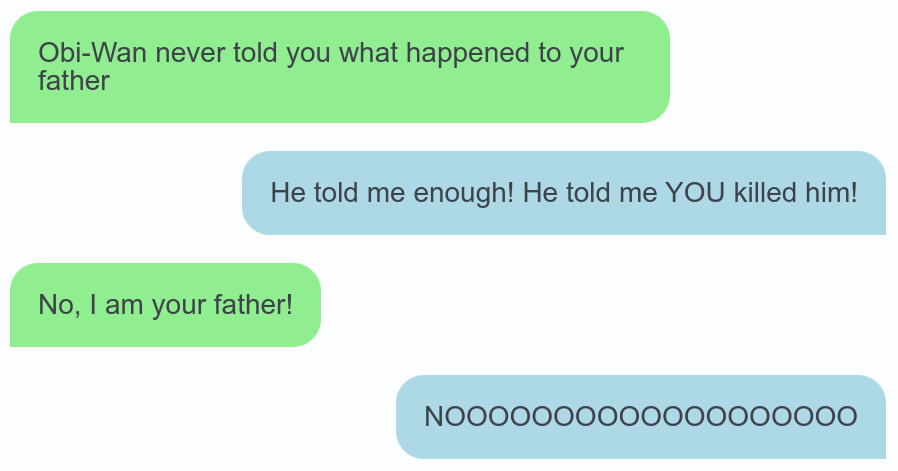 Obi-Wan never told you what happened to your
father
He told me enough! He told me YOU killed him!
No, I am your father!
NOOOOOOOOOOOOOOOOOOO